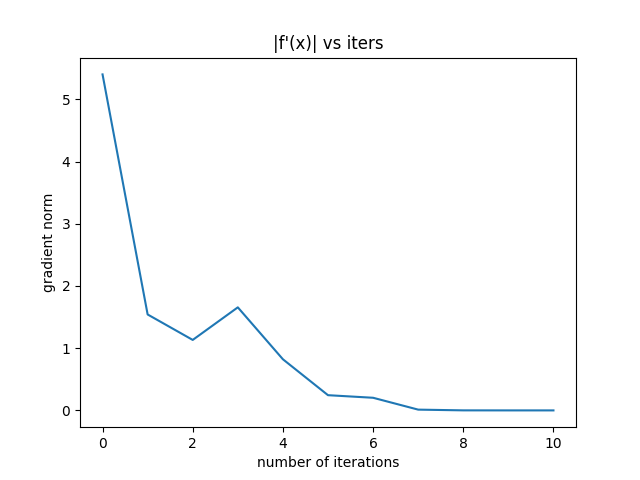 |f'(x)| vs iters
5
4
3
2
1
0
gradient norm
0 2 4 6 8 10
number of iterations